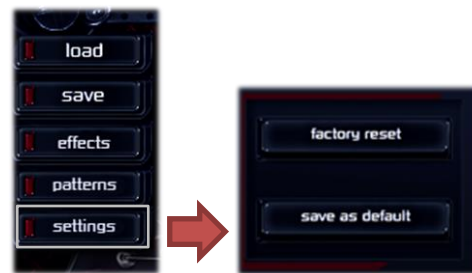 load
save
effects
patterns
settings
factory reset
save as default